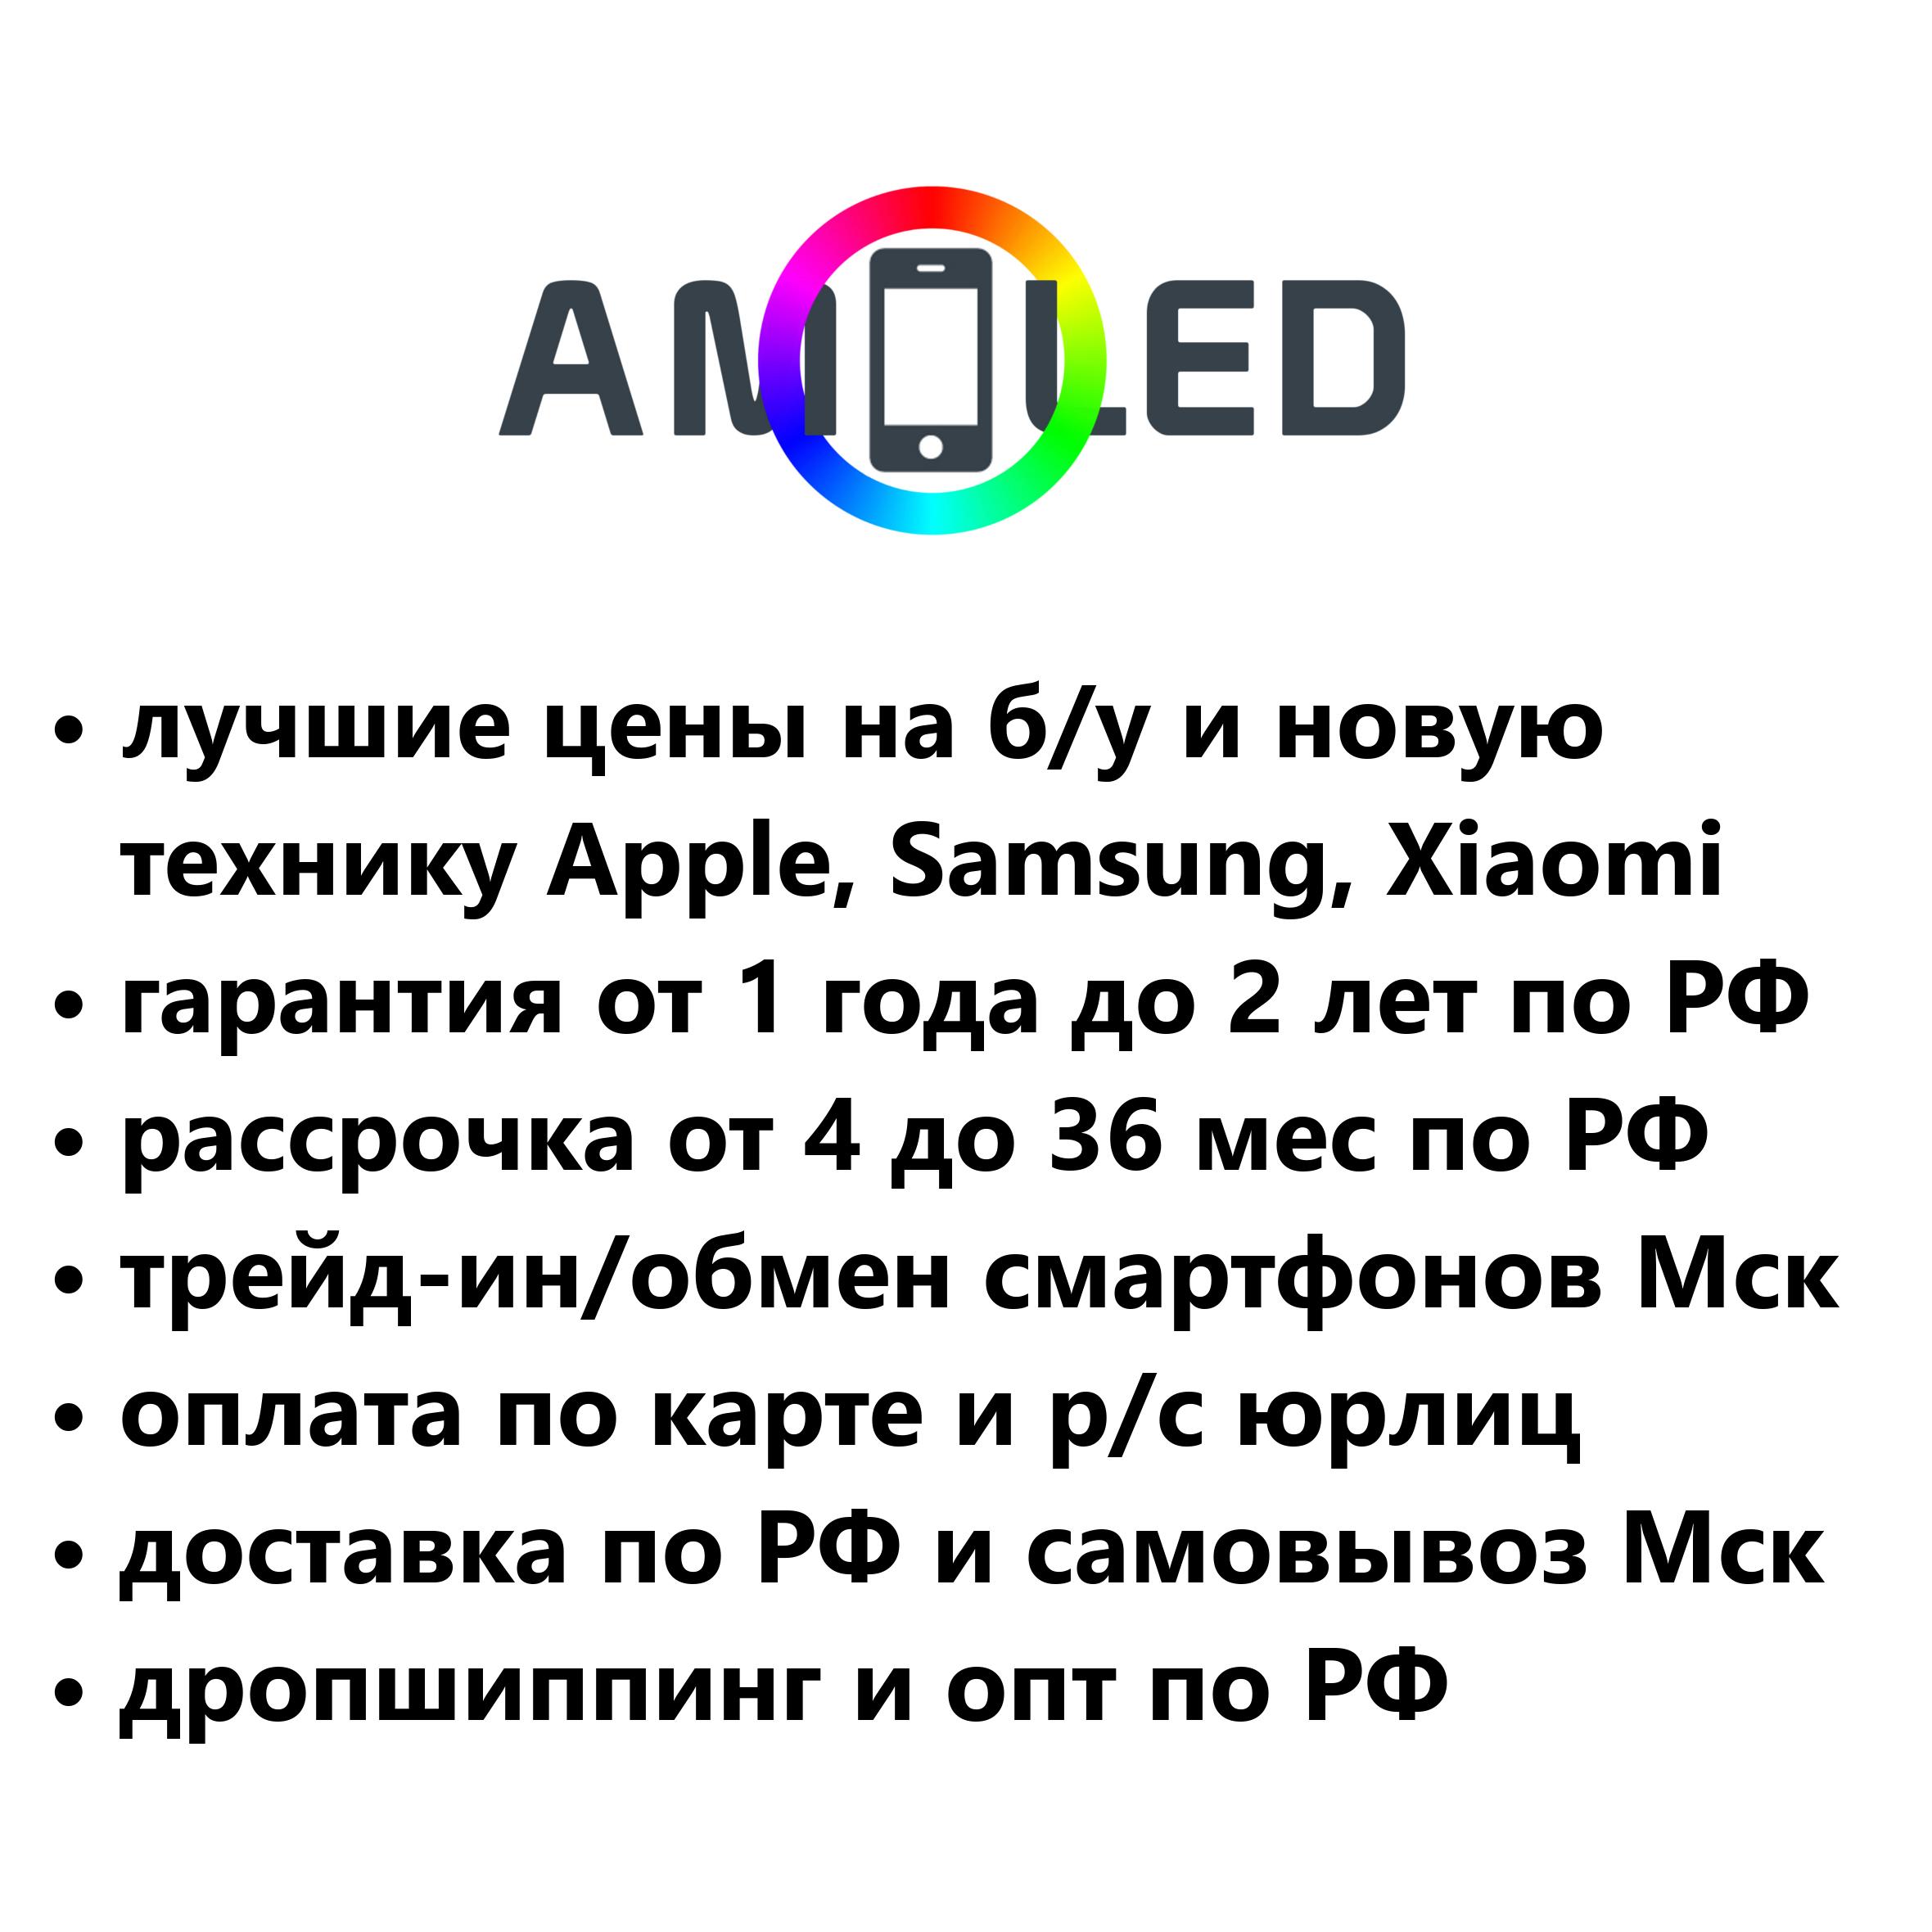 AMOLED
• лучшие цены на б/у и новую
технику Apple, Samsung, Xiaomi
• гарантия от 1 года до 2 лет по РФ
• рассрочка от 4 до 36 мес по РФ
• трейд-ин/обмен смартфонов Мск
• оплата по карте и р/с юрлиц
• доставка по РФ и самовывоз Мск
• дропшиппинг и опт по РФ